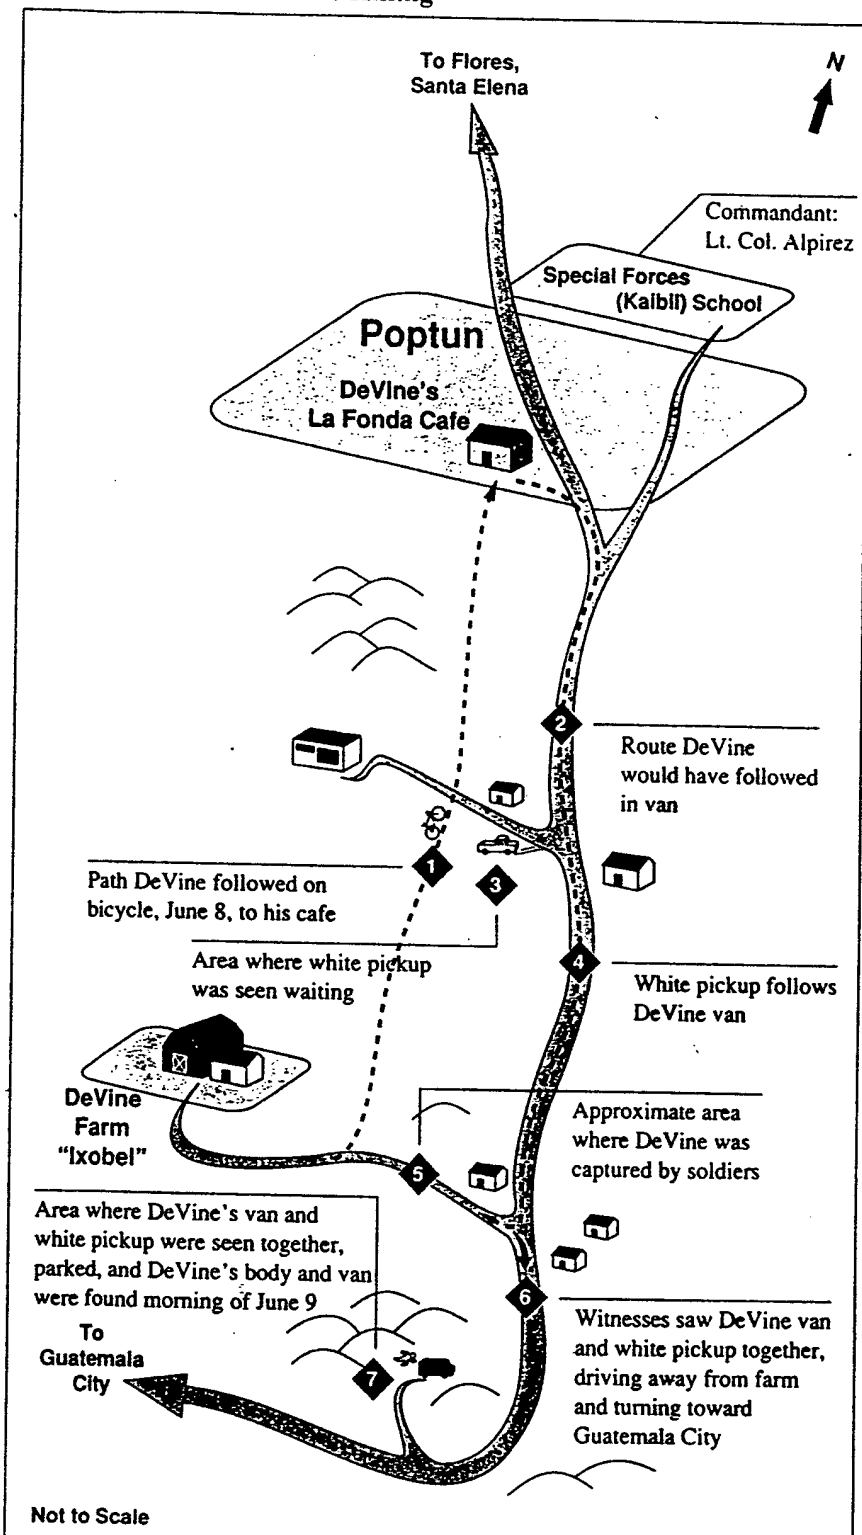 To Flores,
Santa Elena
N
Commandant:
Lt. Col. Alpirez
Special Forces
(Kaibil) School
Poptun
DeVine's
La Fonda Cafe
2
Route DeVine
would have followed
in van
1
Path DeVine followed on
bicycle, June 8, to his cafe
3
Area where white pickup
was seen waiting
4
White pickup follows
DeVine van
DeVine
Farm
"Ixobel"
5
Approximate area
where DeVine was
captured by soldiers
Area where DeVine's van and
white pickup were seen together,
parked, and DeVine's body and van
were found morning of June 9
6
Witnesses saw DeVine van
and white pickup together,
driving away from farm
and turning toward
Guatemala City
To
Guatemala
City
7
Not to Scale